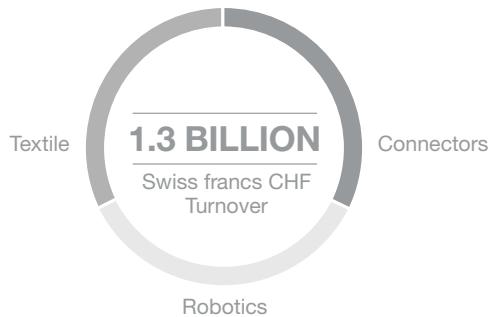 1.3 BILLION
Swiss francs CHF
Turnover
Textile
Connectors
Robotics